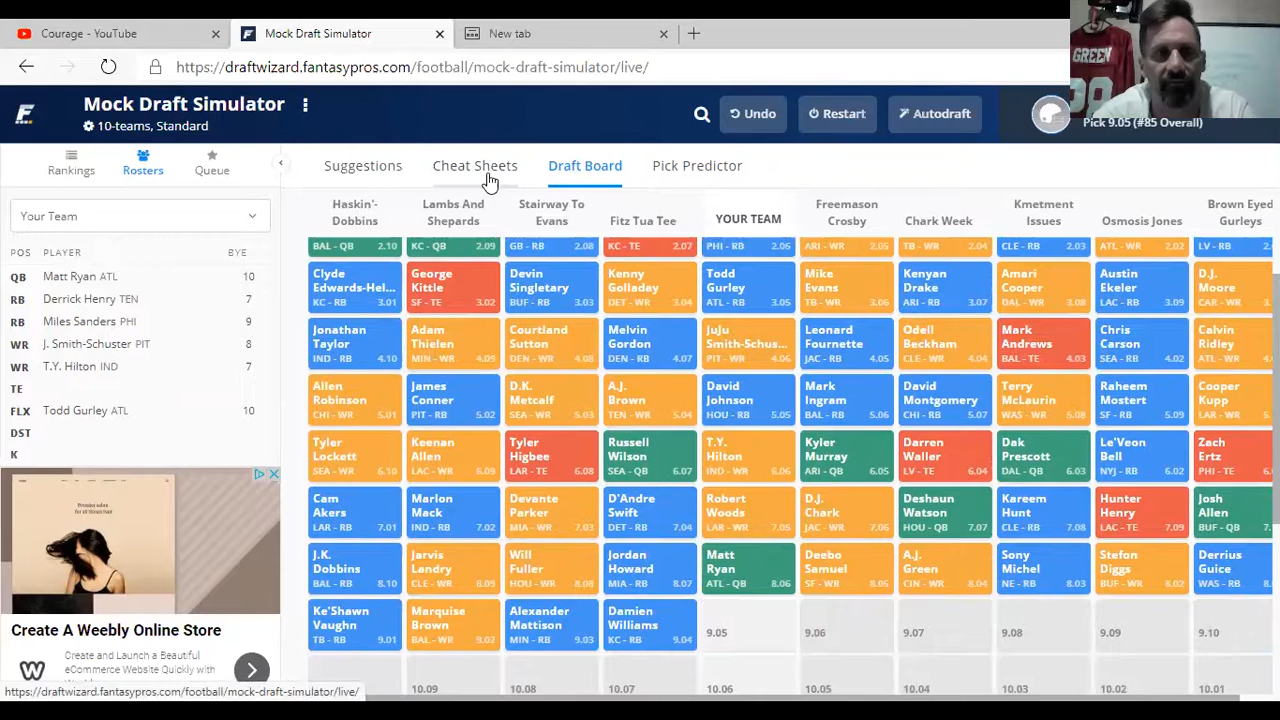 Courage - YouTube
Mock Draft Simulator
New tab
https://draftwizard.fantasypros.com/football/mock-draft-simulator/live/
GREEN
Mock Draft Simulator
10-teams, Standard
Undo
Restart
Autodraft
Pick 9.05 (#85 Overall)
Rankings
Rosters
Queue
Suggestions
Cheat Sheets
Draft Board
Pick Predictor
Your Team
POS PLAYER BYE
QB Matt Ryan ATL 10
RB Derrick Henry TEN 7
RB Miles Sanders PHI 9
WR J. Smith-Schuster PIT 8
WR T.Y. Hilton IND 7
TE
FLX Todd Gurley ATL 10
DST
K
Create A Weekly Online Store
Create and Launch a Beautiful
eCommerce Website Quickly with
https://draftwizard.fantasypros.com/football/mock-draft-simulator/live/
Haskin'- Lambs And Stairway To Freemason Kmetment Brown Eyed
Dobbins Shepards Evans Fitz Tua Tee YOUR TEAM Crosby Chark Week Issues Osmosis Jones Gurleys
BAL - QB 2.10 KC - QB 2.09 GB - RB 2.08 KC - TE 2.07 PHI - RB 2.06 ARI - WR 2.05 TB - WR 2.04 CLE - RB 2.03 ATL - WR 2.02 LV - RB
Clyde George Devin Kenny Todd Mike Kenyan Amari Austin D.J.
Edwards-Hel... Kittle Singletary Golladay Gurley Evans Drake Cooper Ekeler Moore
KC - RB 3.01 SF - TE 3.02 BUF - RB 3.03 DET - WR 3.04 ATL - RB 3.05 TB - WR 3.06 ARI - RB 3.07 DAL - WR 3.08 LAC - RB 3.09 CAR - WR
Jonathan Adam Courtland Melvin JuJu Leonard Odell Mark Chris Calvin
Taylor Thielen Sutton Gordon Smith-Schus... Fournette Beckham Andrews Carson Ridley
IND - RB 4.10 MIN - WR 4.09 DEN - WR 4.08 DEN - RB 4.07 PIT - WR 4.06 JAC - RB 4.05 CLE - WR 4.04 BAL - TE 4.03 SEA - RB 4.02 ATL - WR
Allen James D.K. A.J. David Mark David Terry Raheem Cooper
Robinson Conner Metcalf Brown Johnson Ingram Montgomery McLaurin Mostert Kupp
CHI - WR 5.01 PIT - RB 5.02 SEA - WR 5.03 TEN - WR 5.04 HOU - RB 5.05 BAL - RB 5.06 CHI - RB 5.07 WAS - WR 5.08 SF - RB 5.09 LAR - WR
Tyler Keenan Tyler Russell T.Y. Kyler Darren Dak Le'Veon Zach
Lockett Allen Higbee Wilson Hilton Murray Waller Prescott Bell Ertz
SEA - WR 6.10 LAC - WR 6.09 LAR - TE 6.08 SEA - QB 6.07 IND - WR 6.06 ARI - QB 6.05 LV - TE 6.04 DAL - QB 6.03 NYJ - RB 6.02 PHI - TE
Cam Marlon Devante D'Andre Robert D.J. Deshaun Kareem Hunter Josh
Akers Mack Parker Swift Woods Chark Watson Hunt Henry Allen
LAR - RB 7.01 IND - RB 7.02 MIA - WR 7.03 DET - RB 7.04 LAR - WR 7.05 JAC - WR 7.06 HOU - QB 7.07 CLE - RB 7.08 LAC - TE 7.09 BUF - QB
J.K. Jarvis Will Jordan Matt Deebo A.J. Sony Stefon Derrius
Dobbins Landry Fuller Howard Ryan Samuel Green Michel Diggs Guice
BAL - RB 8.10 CLE - WR 8.09 HOU - WR 8.08 MIA - RB 8.07 ATL - QB 8.06 SF - WR 8.05 CIN - WR 8.04 NE - RB 8.03 BUF - WR 8.02 WAS - RB
Ke'Shawn Marquise Alexander Damien
Vaughn Brown Mattison Williams 9.05 9.06 9.07 9.08 9.09 9.10
TB - RB 9.01 BAL - WR 9.02 MIN - RB 9.03 KC - RB 9.04
10.09 10.08 10.07 10.06 10.05 10.04 10.03 10.02 10.01